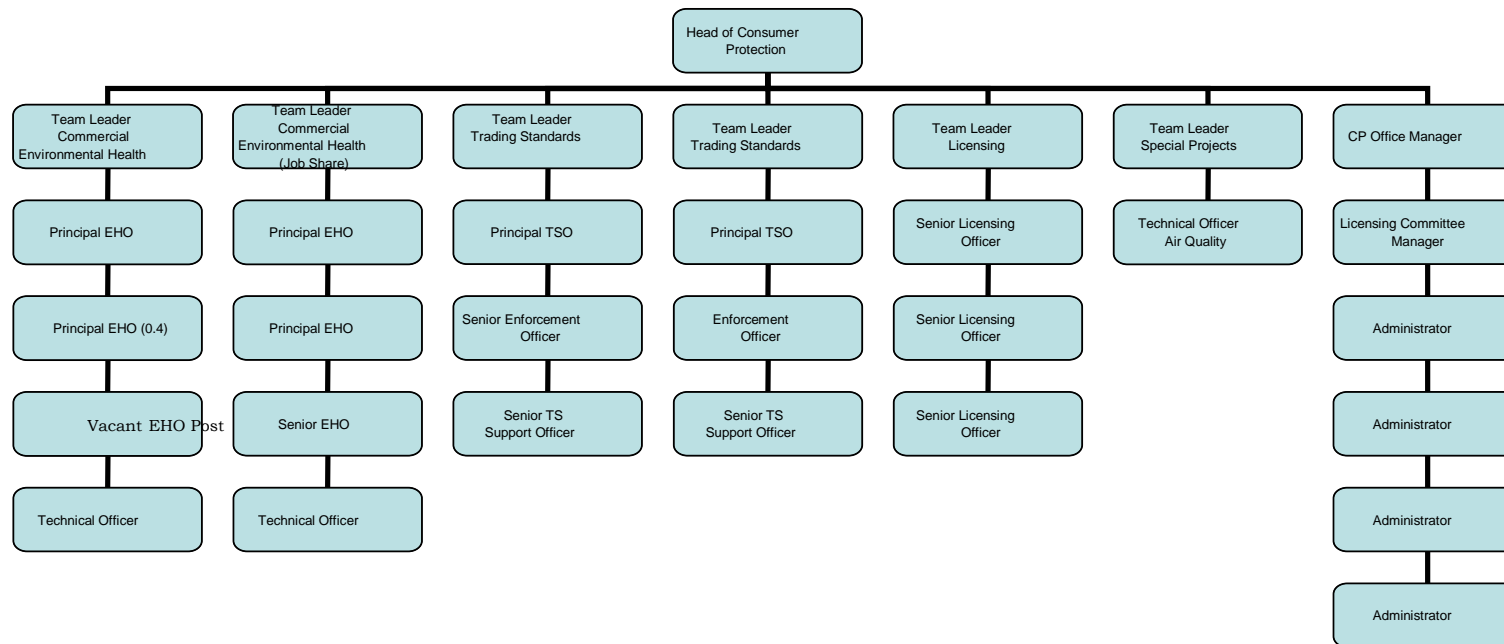 Head of Consumer
Protection
Team Leader
Commercial
Environmental Health
Team Leader
Commercial
Environmental Health
(Job Share)
Team Leader
Trading Standards
Team Leader
Trading Standards
Team Leader
Licensing
Team Leader
Special Projects
CP Office Manager
Principal EHO
Principal EHO
Principal TSO
Principal TSO
Senior Licensing
Officer
Technical Officer
Air Quality
Licensing Committee
Manager
Principal EHO (0.4)
Principal EHO
Senior Enforcement
Officer
Enforcement
Officer
Senior Licensing
Officer
Administrator
Vacant EHO Post
Senior EHO
Senior TS
Support Officer
Senior TS
Support Officer
Senior Licensing
Officer
Administrator
Technical Officer
Technical Officer
Administrator
Administrator